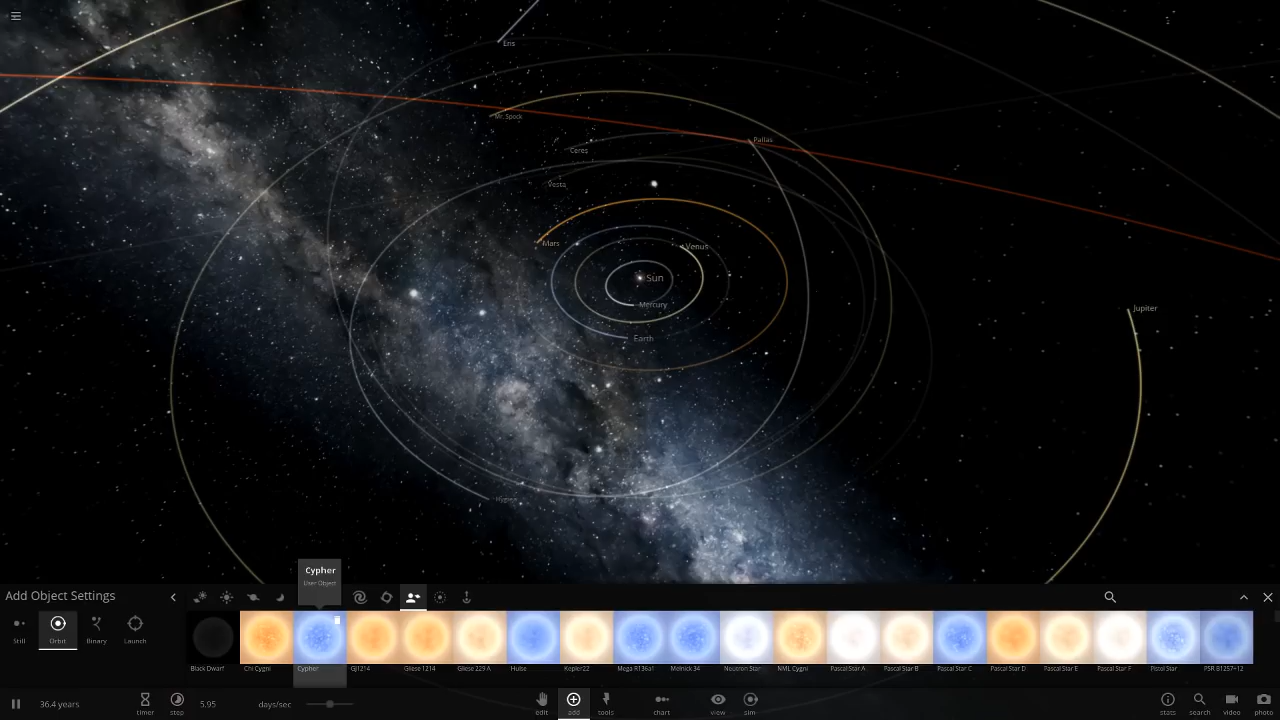 Eris
Mr. Spock
Pallas
Ceres
Vesta
Mars
Venus
Sun
Mercury
Jupiter
Earth
Hygiea
Cypher
User Object
Add Object Settings
Still
Orbit
Binary
Launch
Black Dwarf
Chi Cygni
Cypher
GJ1214
Gliese 1214
Gliese 229 A
Hulse
Kepler22
Mega R136a1
Melnick 34
Neutron Star
NML Cygni
Pascal Star A
Pascal Star B
Pascal Star C
Pascal Star D
Pascal Star E
Pascal Star F
Pistol Star
PSR B1257+12
36.4 years
timer
step
5.95
days/sec
edit
add
tools
chart
view
sim
stats
search
video
photo